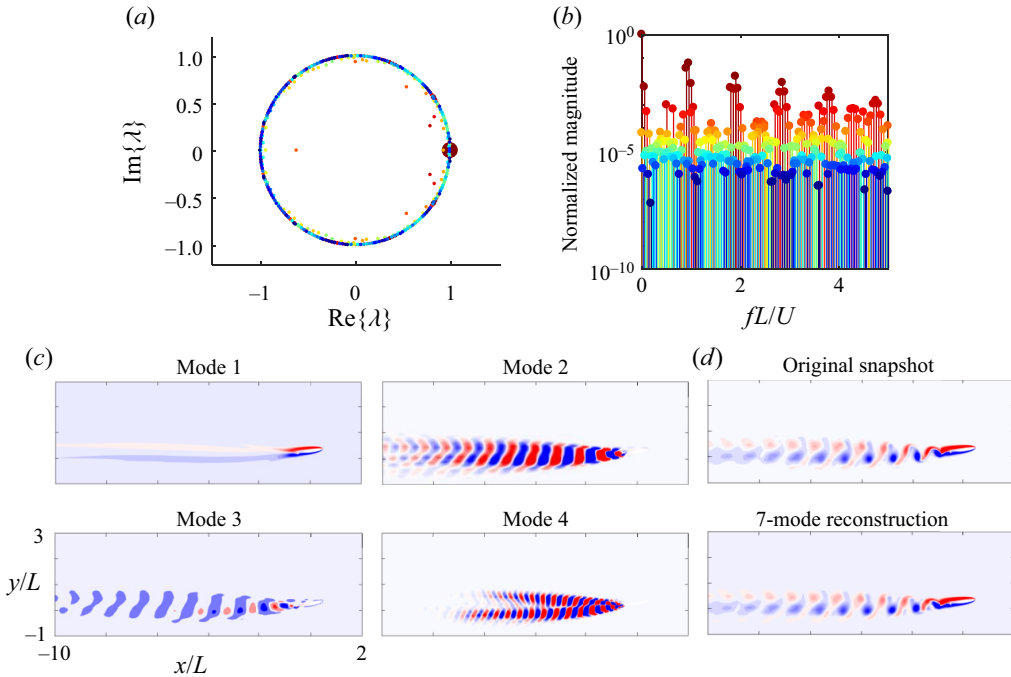 (a)
1.0
0.5
0
–0.5
–1.0
Im{λ}
–1
0
1
Re{λ}
(b)
10^0
10^–5
10^–10
Normalized magnitude
0
2
4
fL/U
(c)
Mode 1
Mode 2
(d)
Original snapshot
Mode 3
Mode 4
7-mode reconstruction
3
y/L
–1
–10
x/L
2